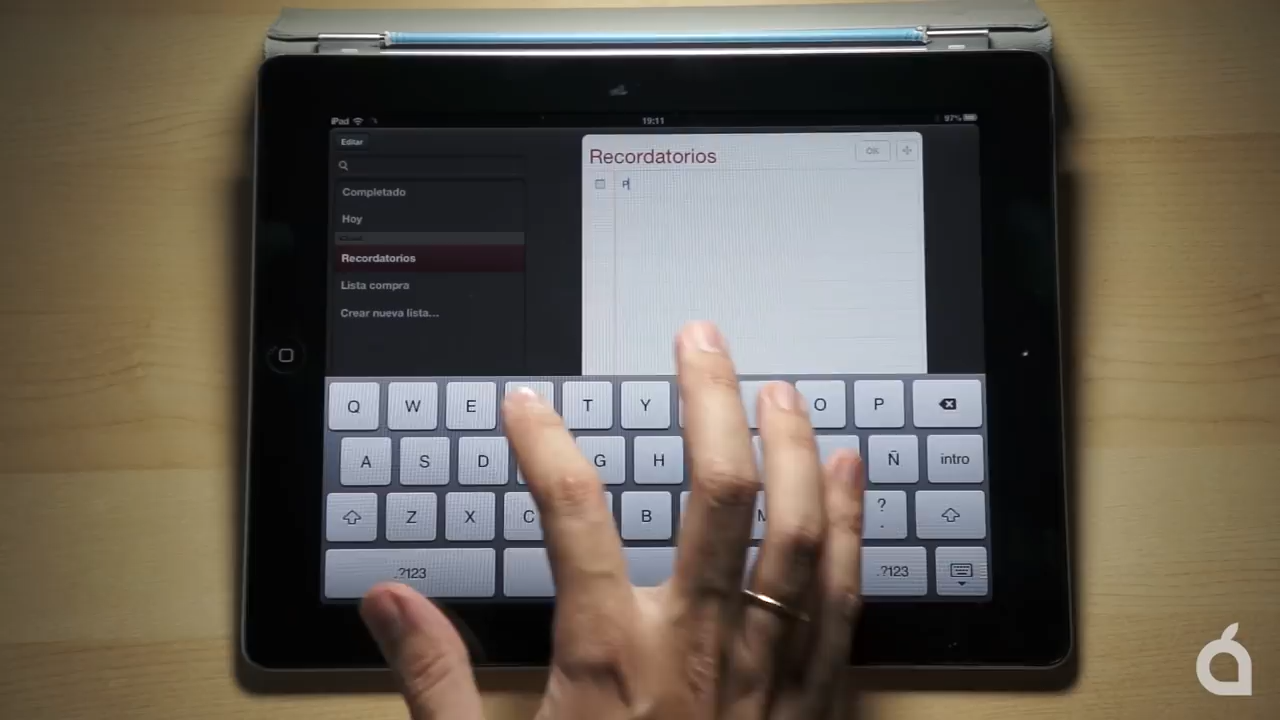 iPad 19:11 97%
Editar
Completado
Hoy
Recordatorios
Lista compra
Crear nueva lista...
Recordatorios
OK
P
Q W E T Y O P
A S D G H Ñ intro
Z X C B M ? .
.?123 .?123